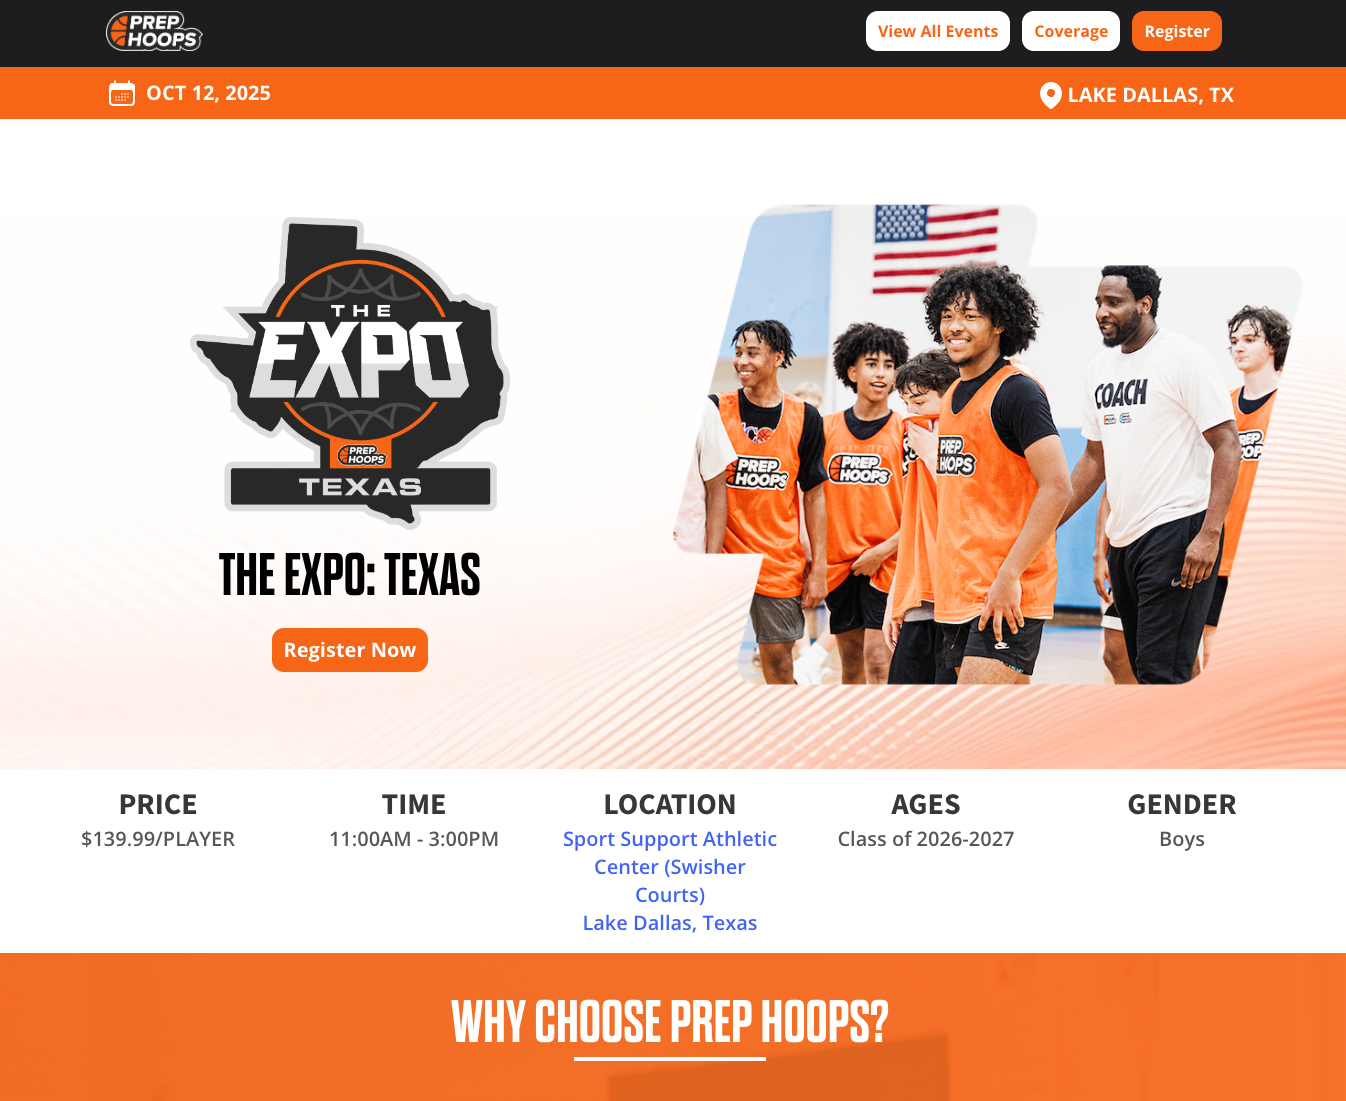 PREP
HOOPS
View All Events
Coverage
Register
OCT 12, 2025
LAKE DALLAS, TX
THE
EXPO
PREP
HOOPS
TEXAS
THE EXPO: TEXAS
Register Now
PREP
HOOPS
PREP
HOOPS
PREP
HOOPS
COACH
PRICE
$139.99/PLAYER
TIME
11:00AM - 3:00PM
LOCATION
Sport Support Athletic
Center (Swisher
Courts)
Lake Dallas, Texas
AGES
Class of 2026-2027
GENDER
Boys
WHY CHOOSE PREP HOOPS?